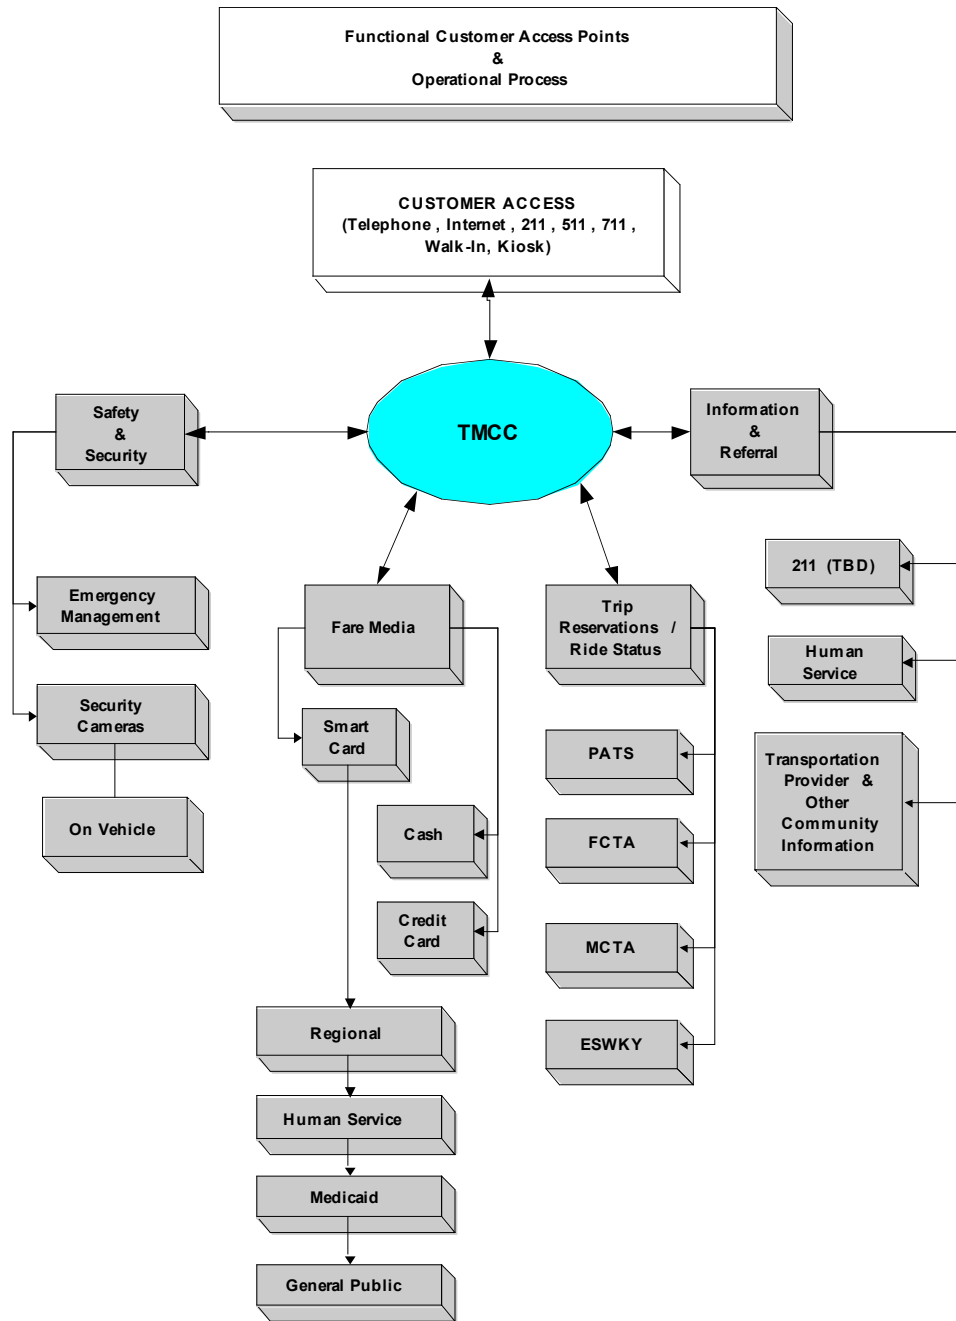 Functional Customer Access Points
&
Operational Process
CUSTOMER ACCESS
(Telephone , Internet , 211 , 511 , 711 ,
Walk-In, Kiosk)
TMCC
Safety
&
Security
Information
&
Referral
Emergency
Management
Security
Cameras
On Vehicle
Fare Media
Smart
Card
Cash
Credit
Card
Regional
Human Service
Medicaid
General Public
Trip
Reservations /
Ride Status
PATS
FCTA
MCTA
ESWKY
211 (TBD)
Human
Service
Transportation
Provider &
Other
Community
Information